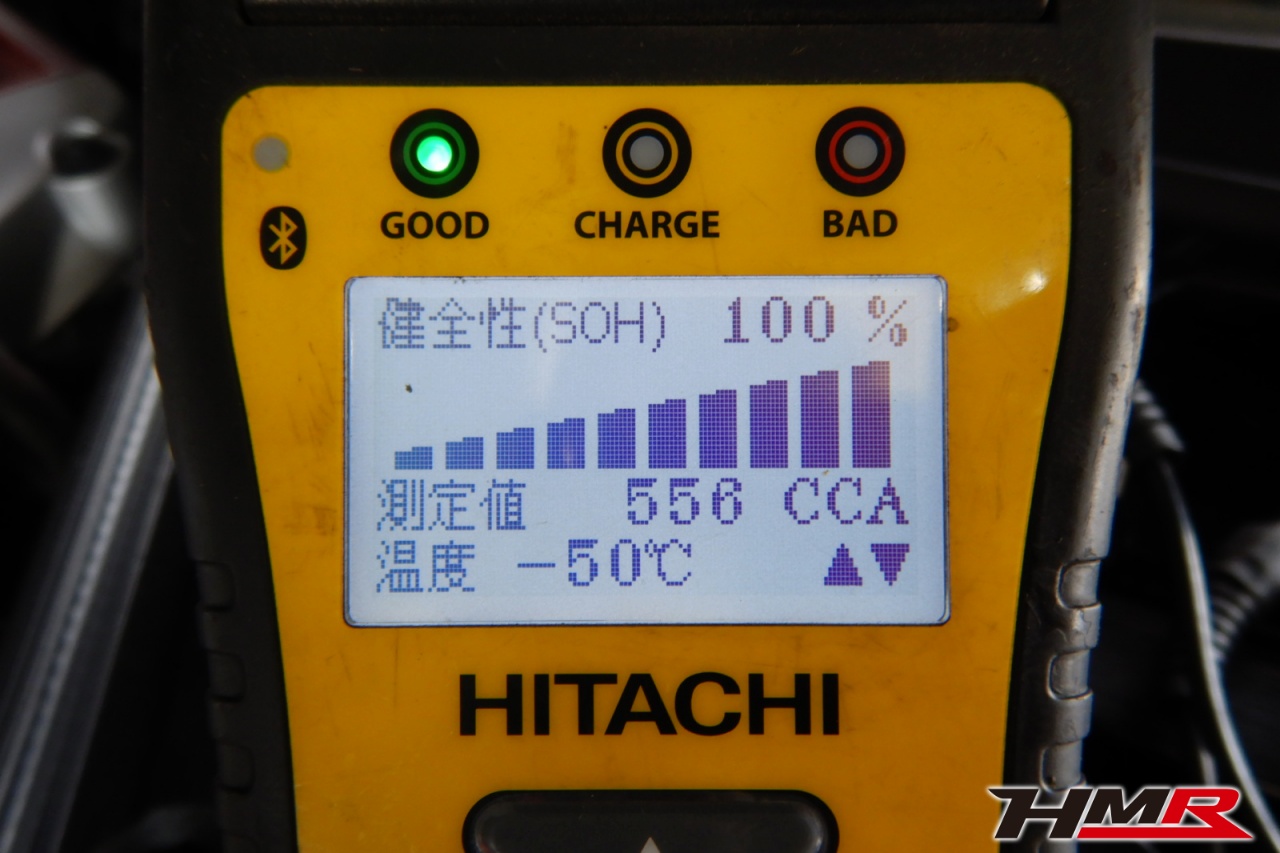 GOOD CHARGE BAD
健全性(SOH) 100 %
測定値 556 CCA
温度 -50℃ ▲▼
HITACHI
HMR